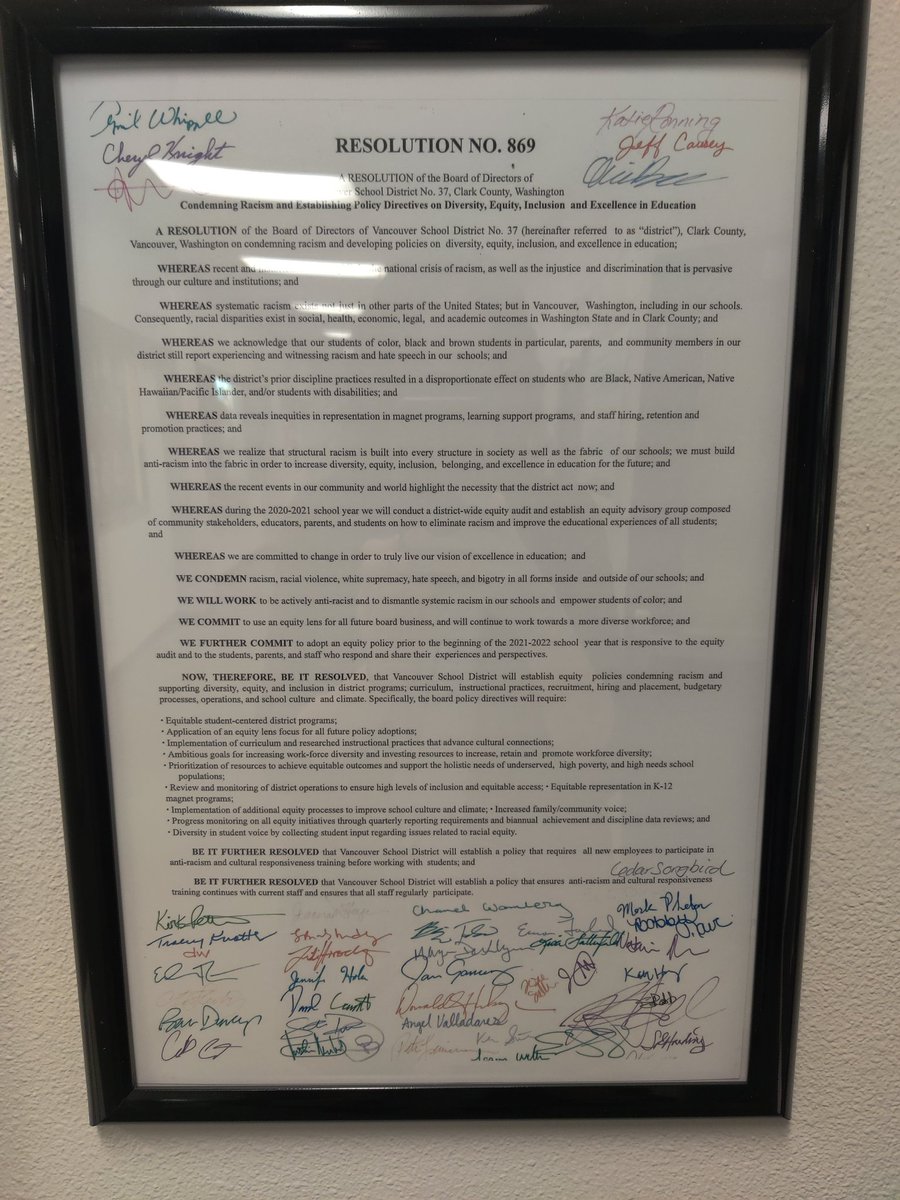 Whipple
Cheryl Knight
Jeff Causey
RESOLUTION NO. 869
A RESOLUTION of the Board of Directors of
School District No. 37, Clark County, Washington
Condemning Racism and Establishing Policy Directives on Diversity, Equity, Inclusion and Excellence in Education
A RESOLUTION of the Board of Directors of Vancouver School District No. 37 (hereinafter referred to as “district”), Clark County,
Vancouver, Washington on condemning racism and developing policies on diversity, equity, inclusion, and excellence in education;
WHEREAS recent and national crisis of racism, as well as the injustice and discrimination that is pervasive
through our culture and institutions; and
WHEREAS systematic racism exists not just in other parts of the United States; but in Vancouver, Washington, including in our schools.
Consequently, racial disparities exist in social, health, economic, legal, and academic outcomes in Washington State and in Clark County; and
WHEREAS we acknowledge that our students of color, black and brown students in particular, parents, and community members in our
district still report experiencing and witnessing racism and hate speech in our schools; and
WHEREAS the district's prior discipline practices resulted in a disproportionate effect on students who are Black, Native American, Native
Hawaiian/Pacific Islander, and/or students with disabilities; and
WHEREAS data reveals inequities in representation in magnet programs, learning support programs, and staff hiring, retention and
promotion practices; and
WHEREAS we realize that structural racism is built into every structure in society as well as the fabric of our schools; we must build
anti-racism into the fabric in order to increase diversity, equity, inclusion, belonging, and excellence in education for the future; and
WHEREAS the recent events in our community and world highlight the necessity that the district act now; and
WHEREAS during the 2020-2021 school year we will conduct a district-wide equity audit and establish an equity advisory group composed
of community stakeholders, educators, parents, and students on how to eliminate racism and improve the educational experiences of all students;
and
WHEREAS we are committed to change in order to truly live our vision of excellence in education; and
WE CONDEMN racism, racial violence, white supremacy, hate speech, and bigotry in all forms inside and outside of our schools; and
WE WILL WORK to be actively anti-racist and to dismantle systemic racism in our schools and empower students of color; and
WE COMMIT to use an equity lens for all future board business, and will continue to work towards a more diverse workforce; and
WE FURTHER COMMIT to adopt an equity policy prior to the beginning of the 2021-2022 school year that is responsive to the equity
audit and to the students, parents, and staff who respond and share their experiences and perspectives.
NOW, THEREFORE, BE IT RESOLVED, that Vancouver School District will establish equity policies condemning racism and
supporting diversity, equity, and inclusion in district programs; curriculum, instructional practices, recruitment, hiring and placement, budgetary
processes, operations, and school culture and climate. Specifically, the board policy directives will require:
· Equitable student-centered district programs;
· Application of an equity lens focus for all future policy adoptions;
· Implementation of curriculum and researched instructional practices that advance cultural connections;
· Ambitious goals for increasing work-force diversity and investing resources to increase, retain and promote workforce diversity;
· Prioritization of resources to achieve equitable outcomes and support the holistic needs of underserved, high poverty, and high needs school
populations;
· Review and monitoring of district operations to ensure high levels of inclusion and equitable access; · Equitable representation in K-12
magnet programs;
· Implementation of additional equity processes to improve school culture and climate; · Increased family/community voice;
· Progress monitoring on all equity initiatives through quarterly reporting requirements and biannual achievement and discipline data reviews; and
· Diversity in student voice by collecting student input regarding issues related to racial equity.
BE IT FURTHER RESOLVED that Vancouver School District will establish a policy that requires all new employees to participate in
anti-racism and cultural responsiveness training before working with students; and
Cedar Songbird
BE IT FURTHER RESOLVED that Vancouver School District will establish a policy that ensures anti-racism and cultural responsiveness
training continues with current staff and ensures that all staff regularly participate.
Mark
Angel Valladarez